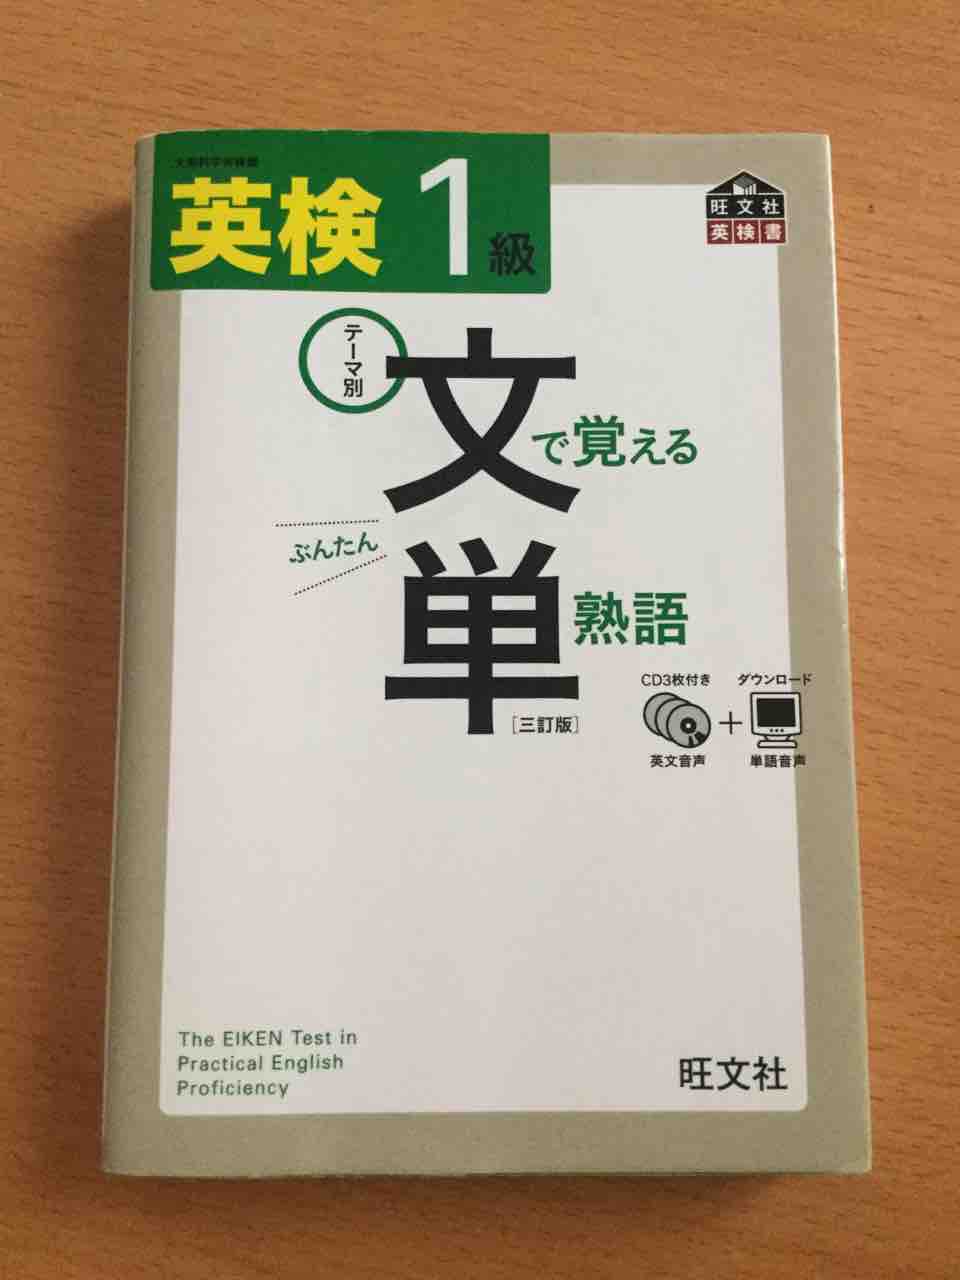 文部科学省後援
英検1級
旺文社
英検書
テーマ別
文で覚える
ぶんたん
単熟語
[三訂版]
CD3枚付き
英文音声
+
ダウンロード
単語音声
The EIKEN Test in
Practical English
Proficiency
旺文社